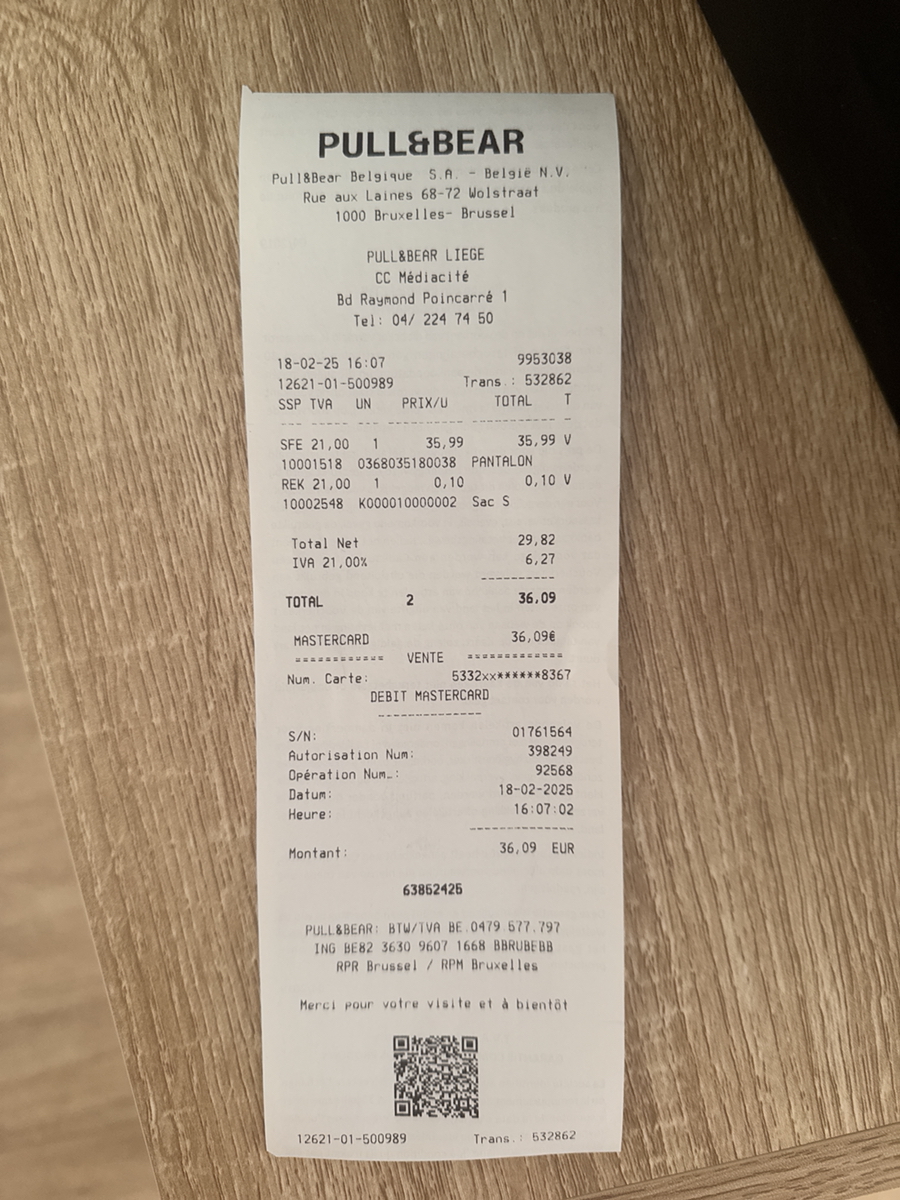 PULL&BEAR
Pull&Bear Belgique S.A. - België N.V.
Rue aux Laines 68-72 Wolstraat
1000 Bruxelles- Brussel
PULL&BEAR LIEGE
CC Médiacité
Bd Raymond Poincarré 1
Tel: 04/ 224 74 50
18-02-25 16:07 9953038
12621-01-500989 Trans.: 532862
SSP TVA UN PRIX/U TOTAL T
--- ----- --- ---------- ----------- -
SFE 21,00 1 35,99 35,99 V
10001518 0368035180038 PANTALON
REK 21,00 1 0,10 0,10 V
10002548 K000010000002 Sac S
Total Net 29,82
IVA 21,00% 6,27
----------
TOTAL 2 36,09
MASTERCARD 36,09€
============ VENTE =============
Num. Carte: 5332xx******8367
DEBIT MASTERCARD
--------------
S/N: 01761564
Autorisation Num: 398249
Opération Num.: 92568
Datum: 18-02-2025
Heure: 16:07:02
--------------
Montant: 36,09 EUR
63852425
PULL&BEAR: BTW/TVA BE.0479 577.797
ING BE82 3630 9607 1668 BBRUBEBB
RPR Brussel / RPM Bruxelles
Merci pour votre visite et à bientôt
12621-01-500989 Trans.: 532862